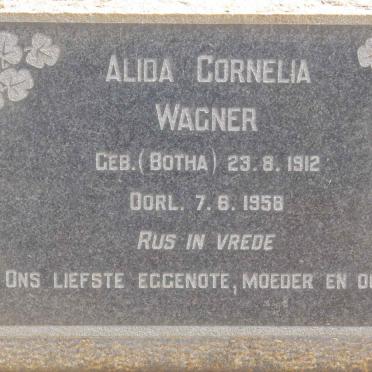 ALIDA CORNELIA
WAGNER
GEB. (BOTHA) 23.8.1912
OORL. 7.6.1958
RUS IN VREDE
ONS LIEFSTE EGGENOTE, MOEDER EN